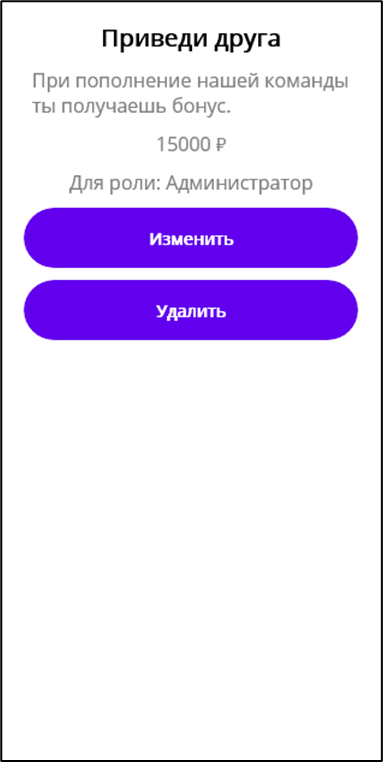 Приведи друга
При пополнение нашей команды
ты получаешь бонус.
15000 ₽
Для роли: Администратор
Изменить
Удалить